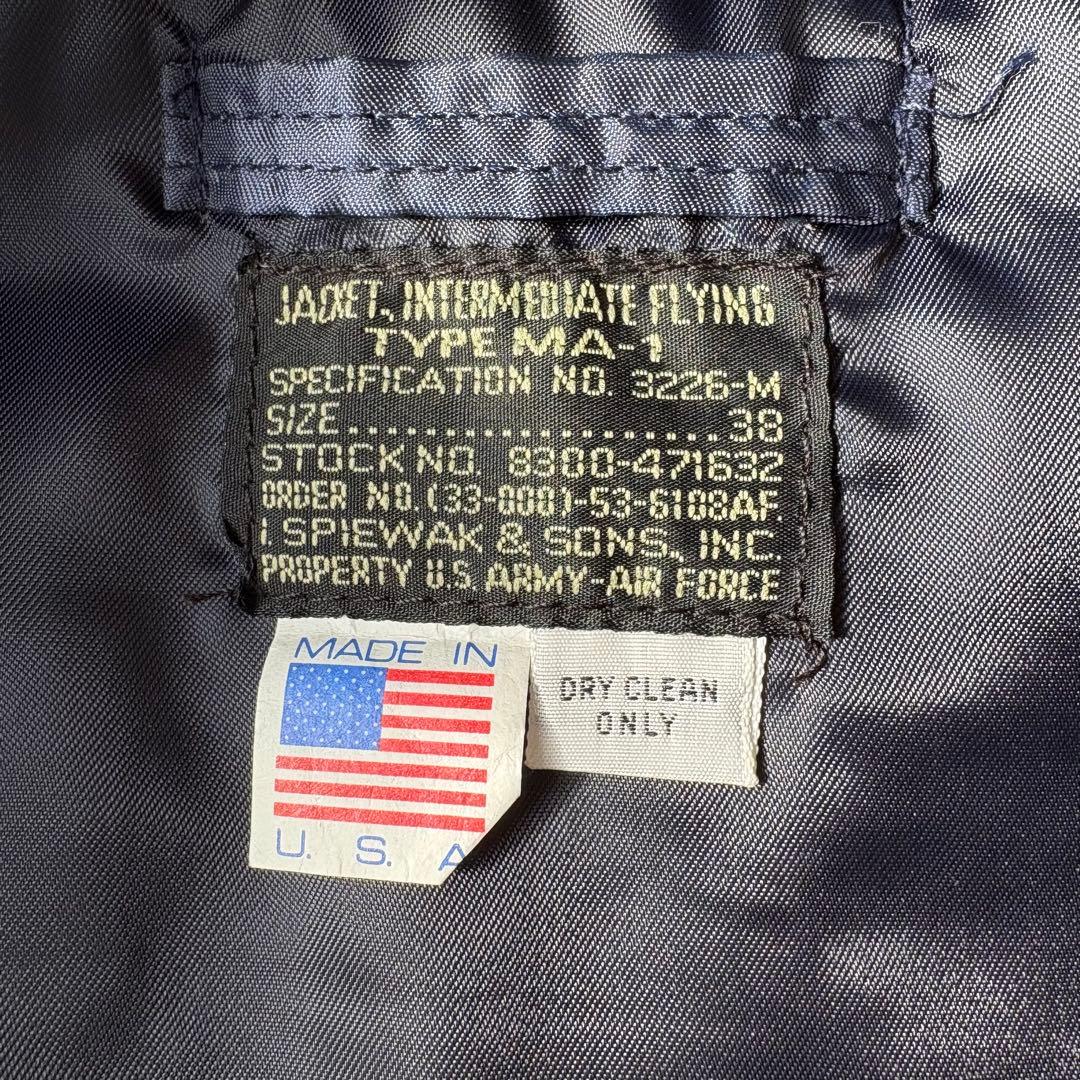 JACKET, INTERMEDIATE FLYING
TYPE MA-1
SPECIFICATION NO. 3226-M
SIZE....................38
STOCK NO. 8300-471632
ORDER NO. (33-000)-53-6108AF.
I SPIEWAK & SONS, INC
PROPERTY U.S. ARMY-AIR FORCE
MADE IN
U. S. A
DRY CLEAN
ONLY